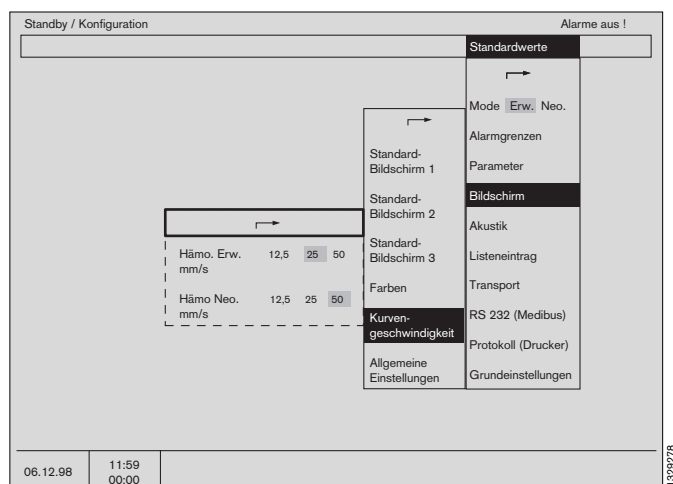 Standby / Konfiguration
Alarme aus !
Standardwerte
Mode Erw. Neo.
Alarmgrenzen
Parameter
Bildschirm
Akustik
Listeneintrag
Transport
RS 232 (Medibus)
Protokoll (Drucker)
Grundeinstellungen
Standard-
Bildschirm 1
Standard-
Bildschirm 2
Standard-
Bildschirm 3
Farben
Kurven-
geschwindigkeit
Allgemeine
Einstellungen
Hämo. Erw. 12,5 25 50
mm/s
Hämo Neo. 12,5 25 50
mm/s
06.12.98
11:59
00:00
1329278